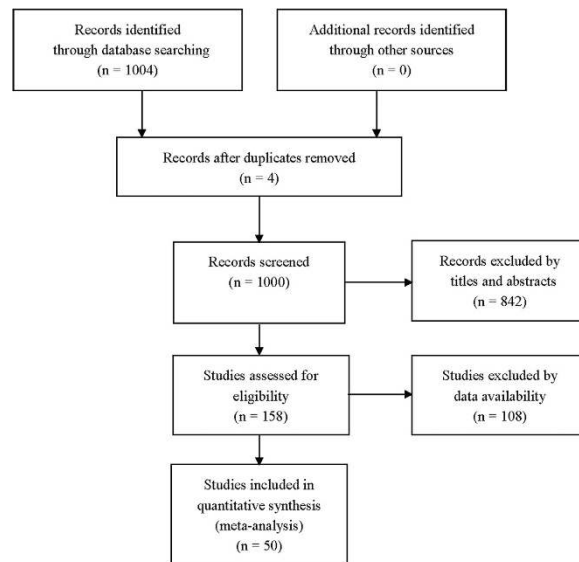 Records identified
through database searching
(n = 1004)
Additional records identified
through other sources
(n = 0)
Records after duplicates removed
(n = 4)
Records screened
(n = 1000)
Records excluded by
titles and abstracts
(n = 842)
Studies assessed for
eligibility
(n = 158)
Studies excluded by
data availability
(n = 108)
Studies included in
quantitative synthesis
(meta-analysis)
(n = 50)